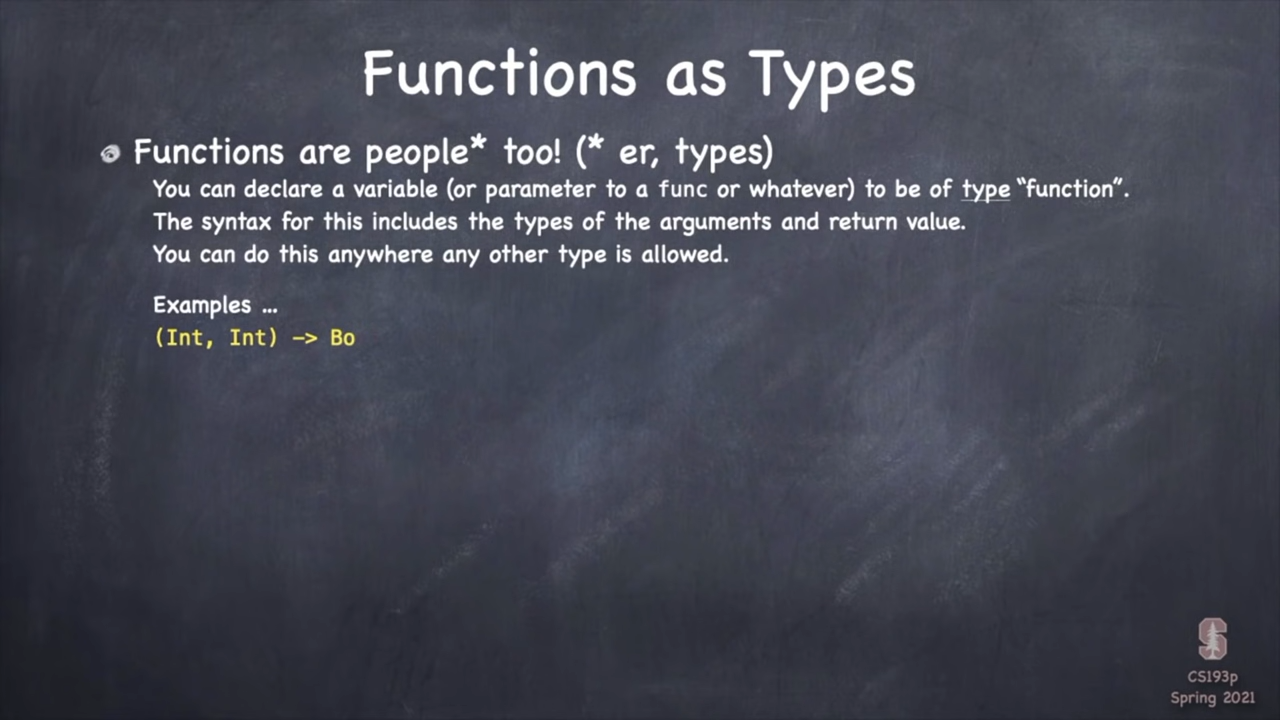 Functions as Types
Functions are people* too! (* er, types)
You can declare a variable (or parameter to a func or whatever) to be of type “function”.
The syntax for this includes the types of the arguments and return value.
You can do this anywhere any other type is allowed.
Examples ...
(Int, Int) -> Bo
S
CS193p
Spring 2021